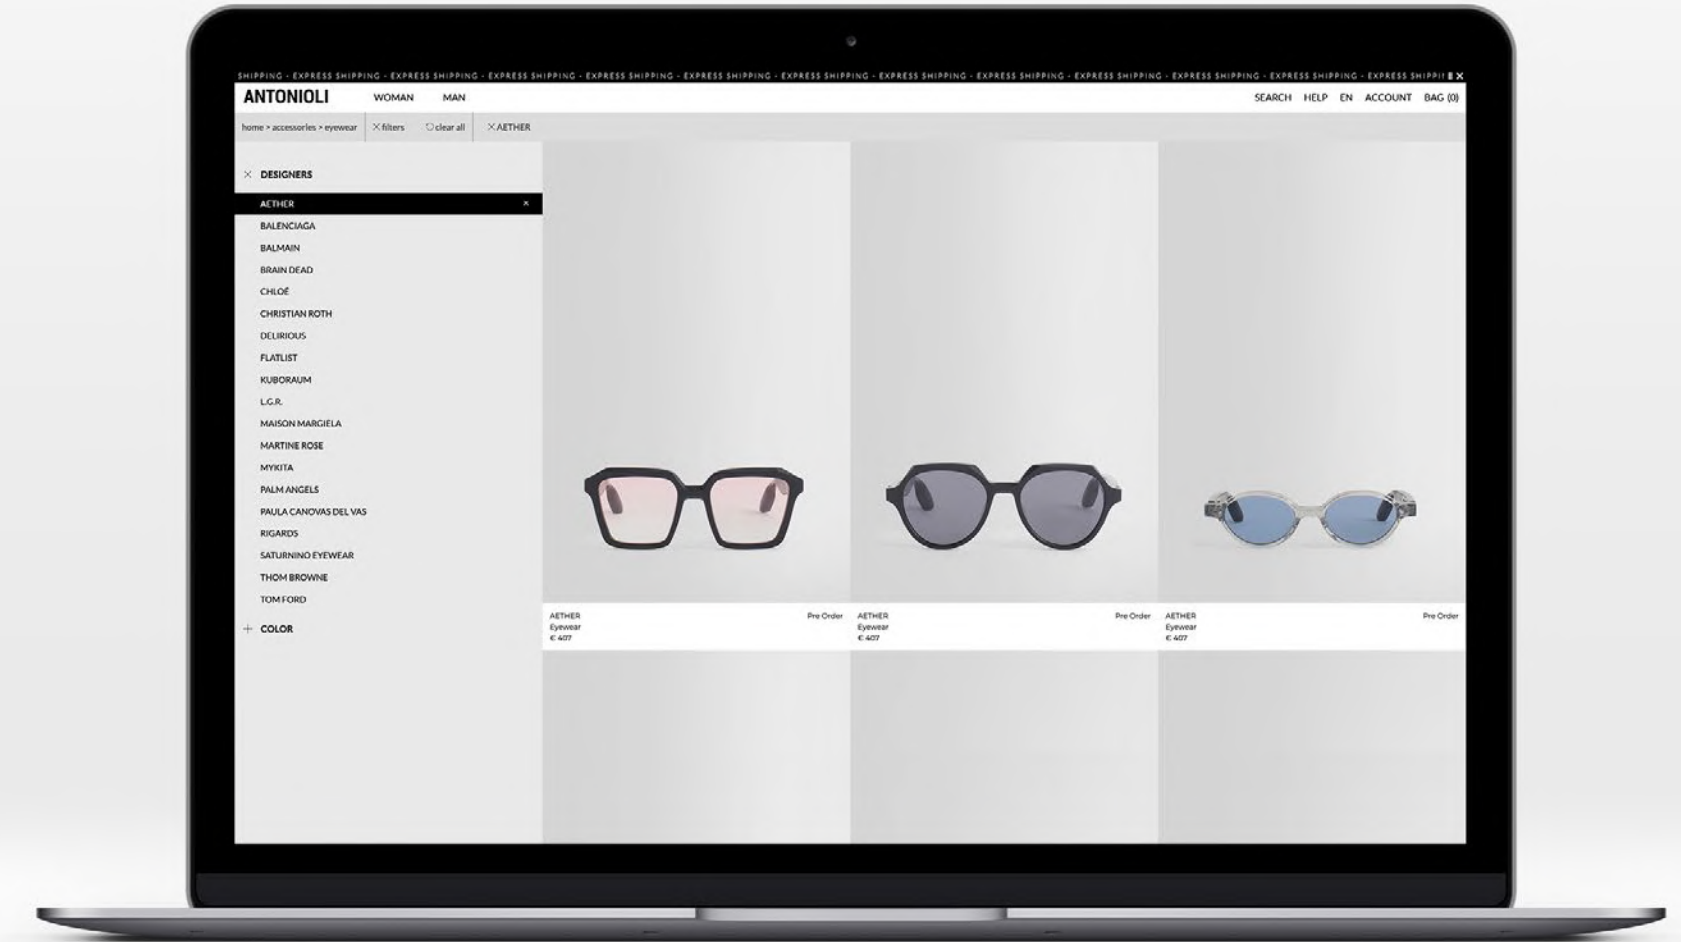 SHIPPING - EXPRESS SHIPPING - EXPRESS SHIPPING - EXPRESS SHIPPING - EXPRESS SHIPPING - EXPRESS SHIPPING - EXPRESS SHIPPING - EXPRESS SHIPPING - EXPRESS SHIPPING - EXPRESS SHIPPING - EXPRESS SHIPPING - EXPRESS SHIPPING - EXPRESS SHIPPI
ANTONIOLI WOMAN MAN SEARCH HELP EN ACCOUNT BAG (0)
home > accessories > eyewear × filters clear all × AETHER
× DESIGNERS
AETHER ×
BALENCIAGA
BALMAIN
BRAIN DEAD
CHLOÉ
CHRISTIAN ROTH
DELIRIOUS
FLATLIST
KUBORAUM
L.G.R.
MAISON MARGIELA
MARTINE ROSE
MYKITA
PALM ANGELS
PAULA CANOVAS DEL VAS
RIGARDS
SATURNINO EYEWEAR
THOM BROWNE
TOM FORD
+ COLOR
AETHER Pre Order
Eyewear
€ 407
AETHER Pre Order
Eyewear
€ 407
AETHER Pre Order
Eyewear
€ 407